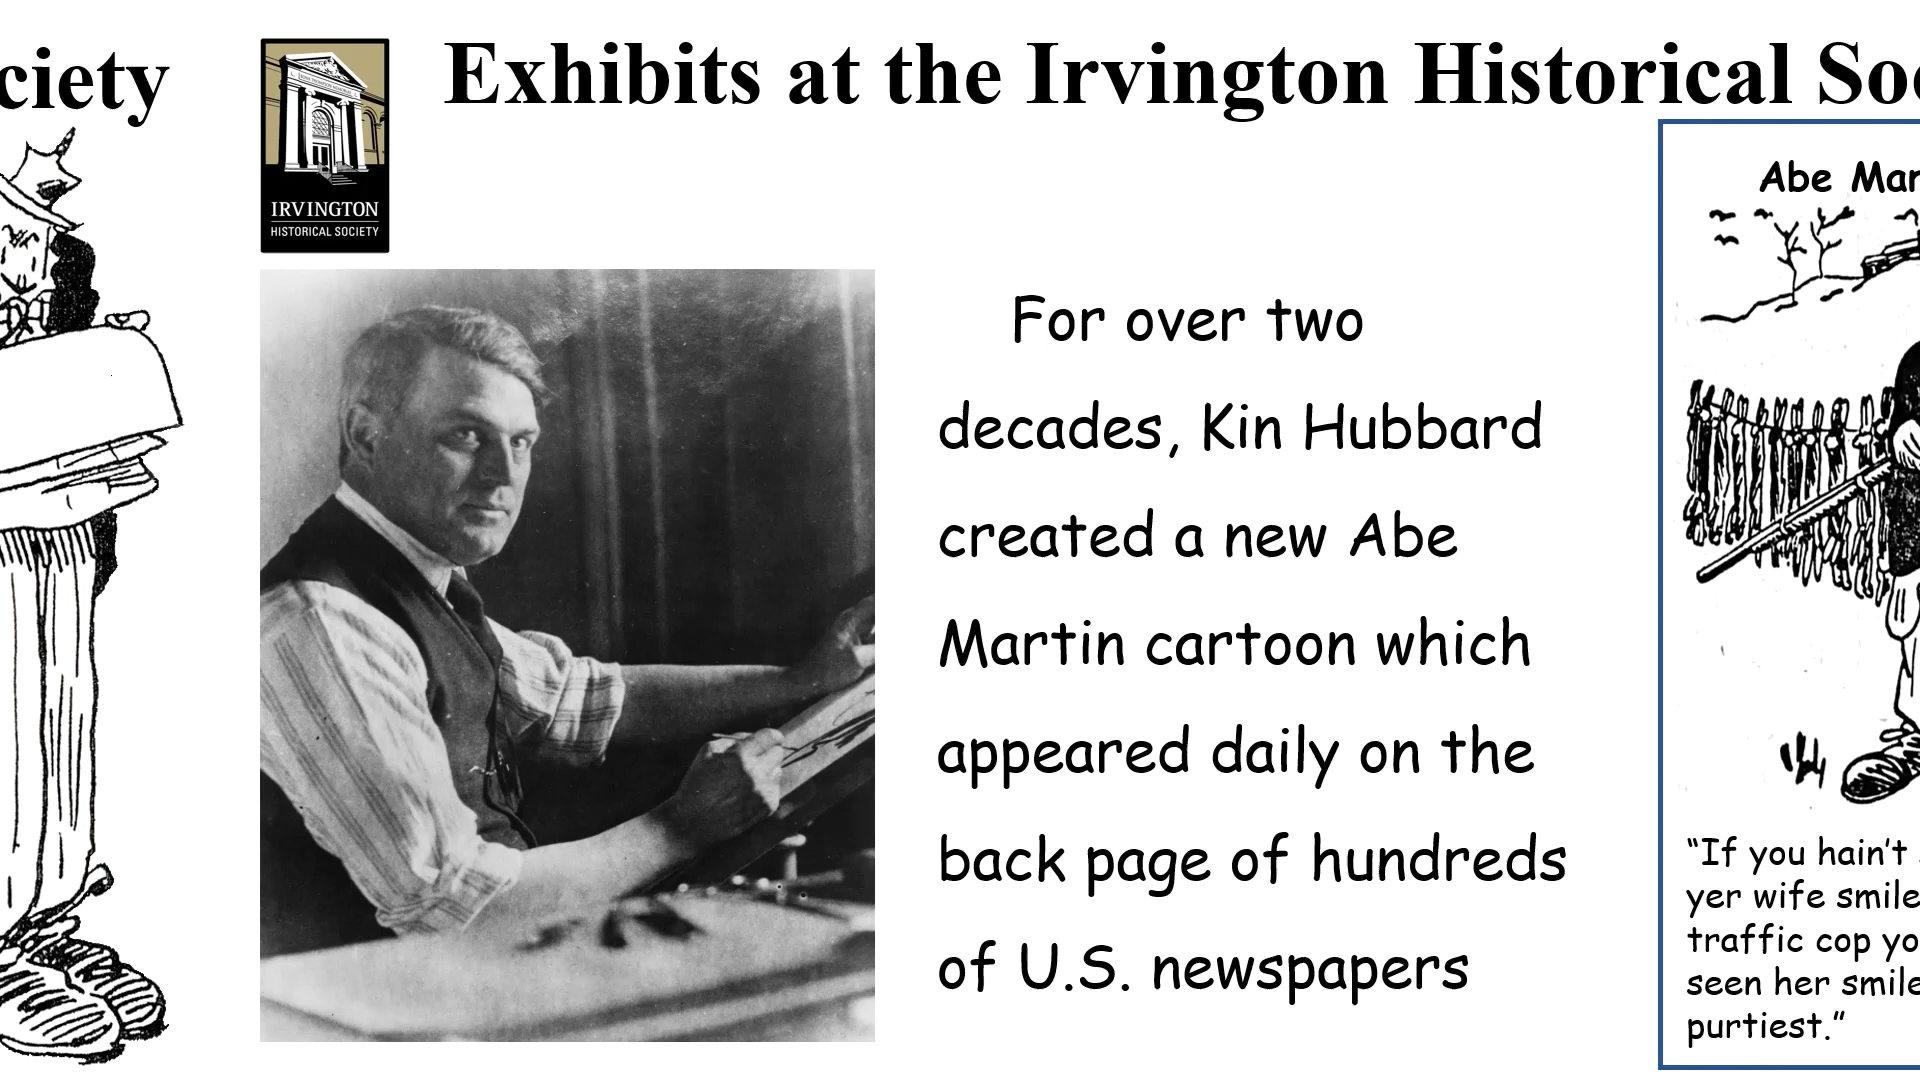 ciety
Exhibits at the Irvington Historical Soc
IRVINGTON
HISTORICAL SOCIETY
For over two
decades, Kin Hubbard
created a new Abe
Martin cartoon which
appeared daily on the
back page of hundreds
of U.S. newspapers
Abe Mar
“If you hain’t
yer wife smile
traffic cop yo
seen her smile
purtiest.”